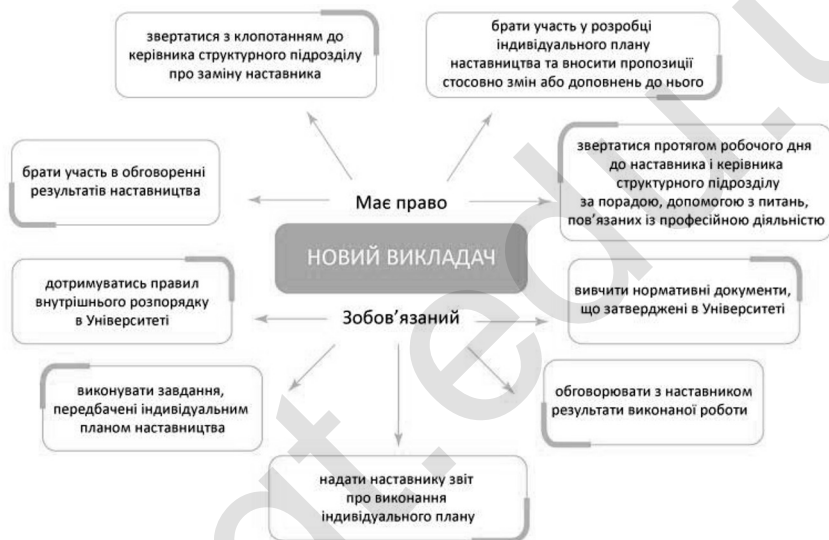 звертатися з клопотанням до
керівника структурного підрозділу
про заміну наставника
брати участь у розробці
індивідуального плану
наставництва та вносити пропозиції
стосовно змін або доповнень до нього
брати участь в обговоренні
результатів наставництва
Має право
звертатися протягом робочого дня
до наставника і керівника
структурного підрозділу
за порадою, допомогою з питань,
пов’язаних із професійною діяльністю
НОВИЙ ВИКЛАДАЧ
дотримуватись правил
внутрішнього розпорядку
в Університеті
Зобов’язаний
вивчити нормативні документи,
що затверджені в Університеті
виконувати завдання,
передбачені індивідуальним
планом наставництва
обговорювати з наставником
результати виконаної роботи
надати наставнику звіт
про виконання
індивідуального плану